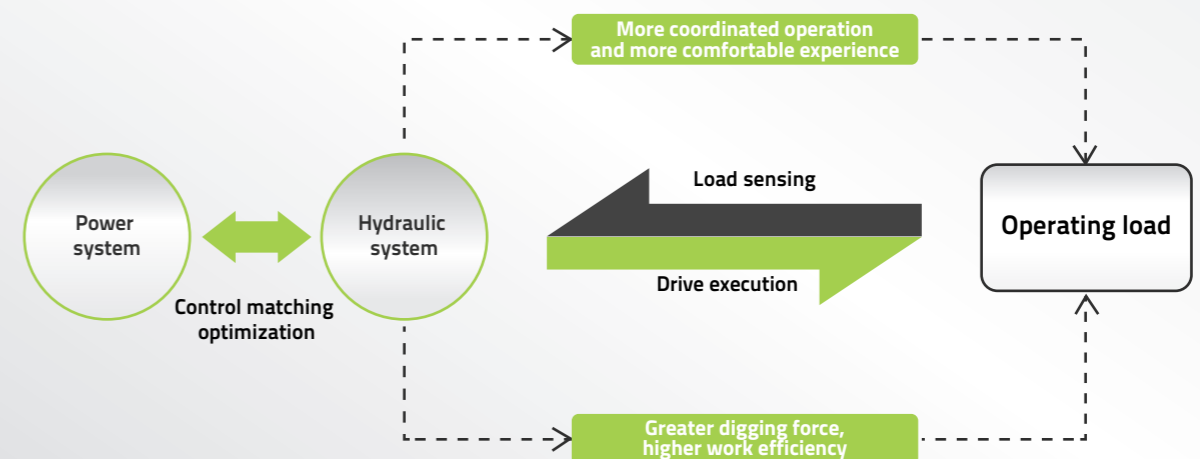 More coordinated operation
and more comfortable experience
Power
system
Hydraulic
system
Control matching
optimization
Load sensing
Drive execution
Operating load
Greater digging force,
higher work efficiency